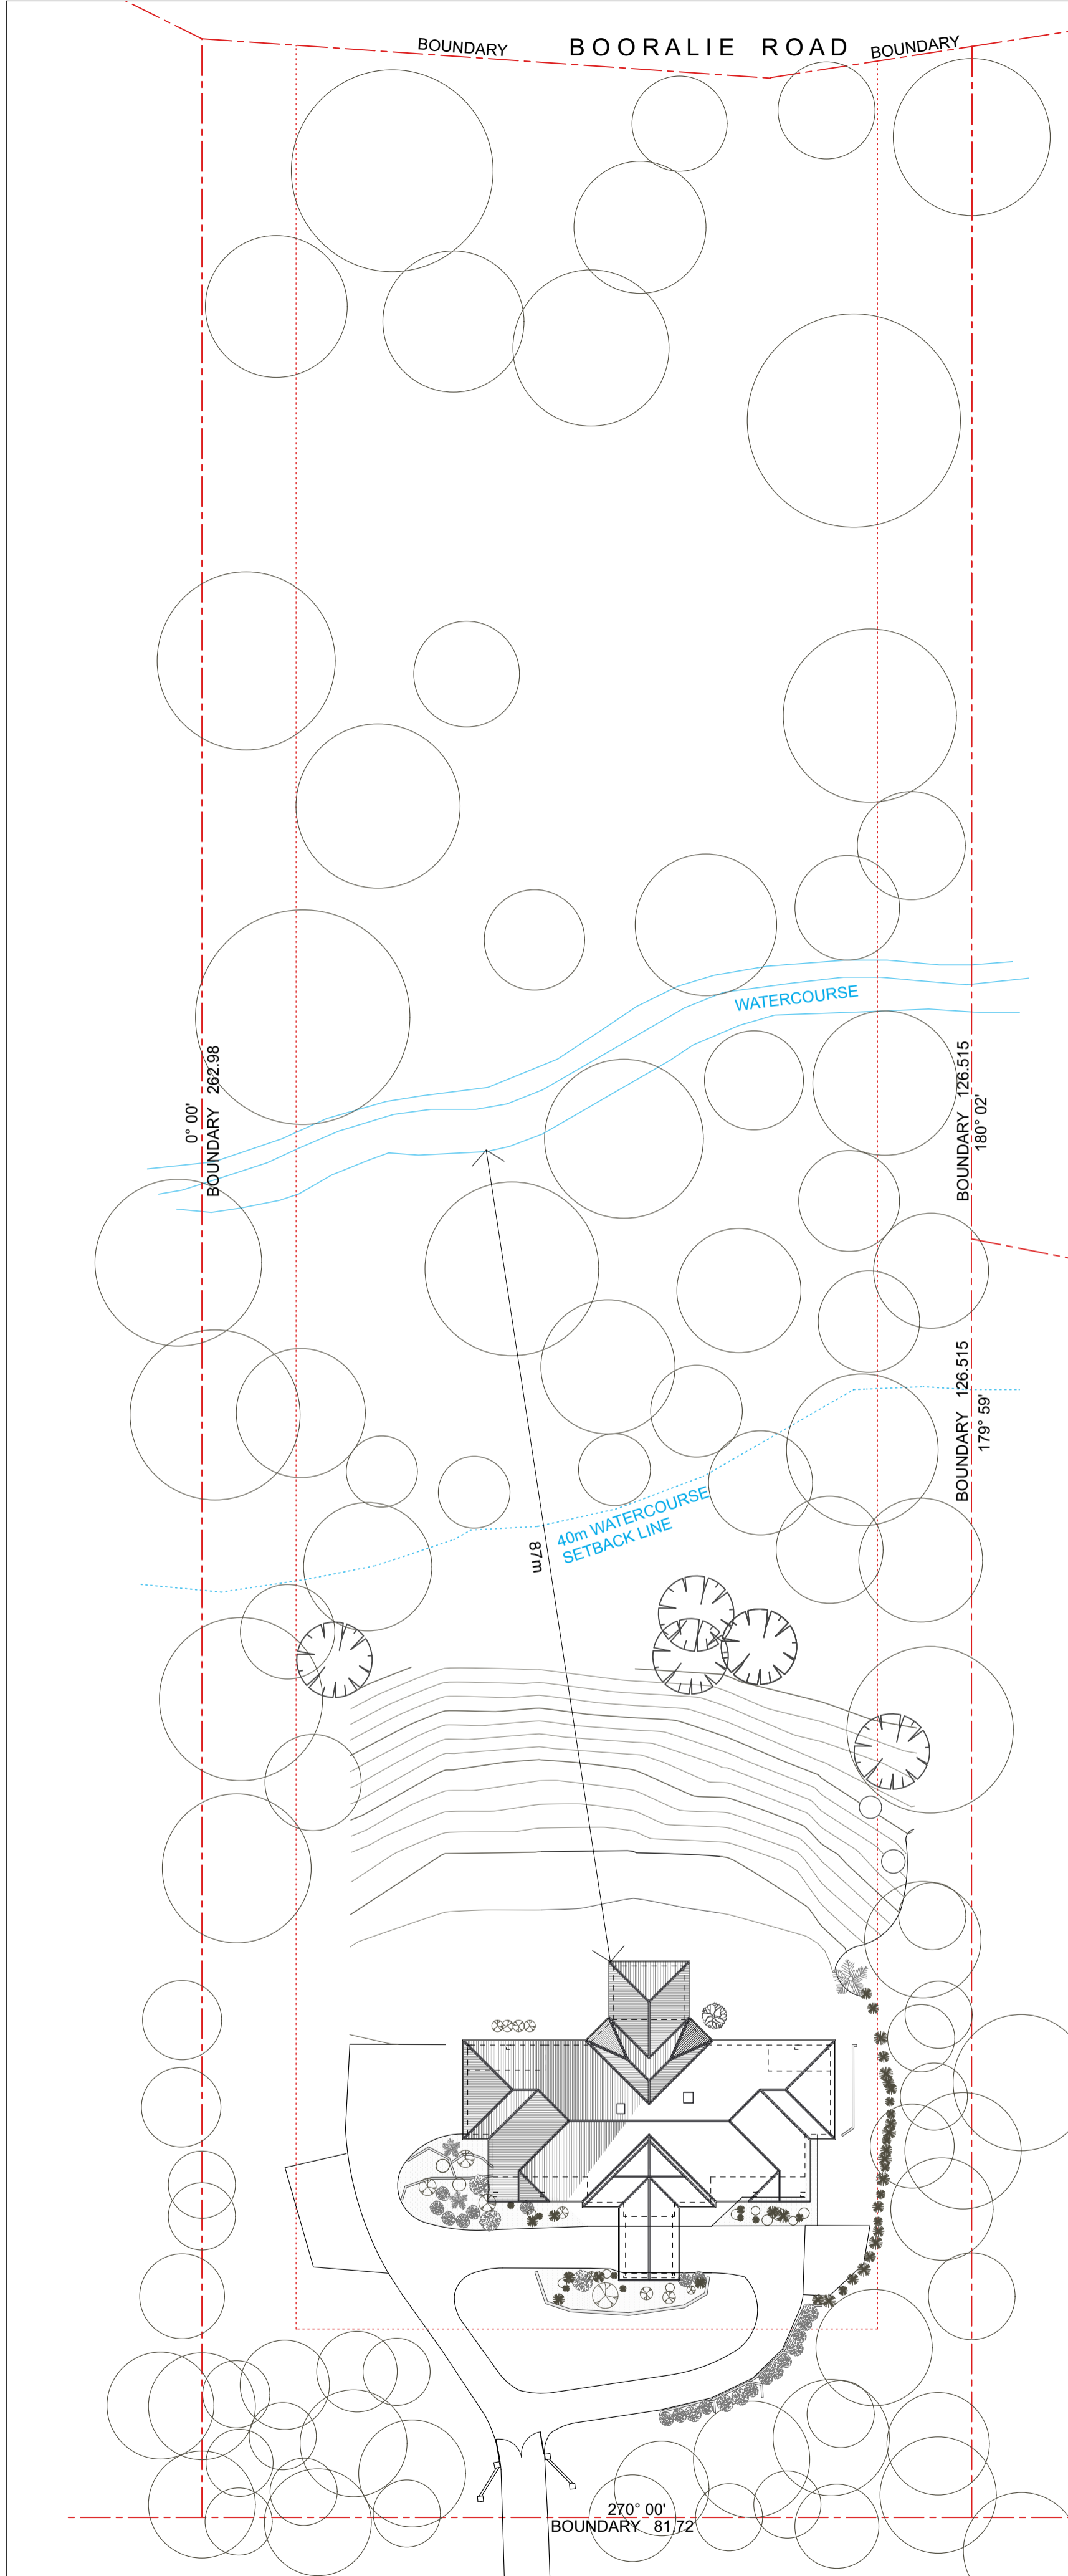 BOUNDARY
BOORALIE ROAD
BOUNDARY
WATERCOURSE
0° 00'
BOUNDARY 262.98
BOUNDARY 126.515
180° 02'
BOUNDARY 126.515
179° 59'
40m WATERCOURSE
SETBACK LINE
87m
270° 00'
BOUNDARY 81.72